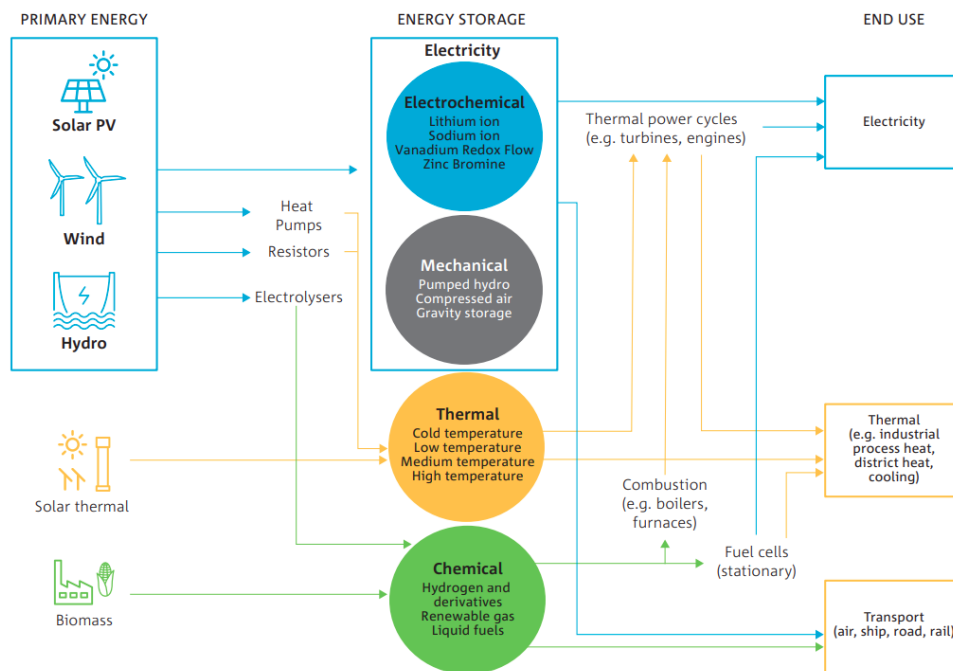 PRIMARY ENERGY
ENERGY STORAGE
END USE
Solar PV
Wind
Hydro
Heat
Pumps
Resistors
Electrolysers
Solar thermal
Biomass
Electricity
Electrochemical
Lithium ion
Sodium ion
Vanadium Redox Flow
Zinc Bromine
Mechanical
Pumped hydro
Compressed air
Gravity storage
Thermal
Cold temperature
Low temperature
Medium temperature
High temperature
Chemical
Hydrogen and
derivatives
Renewable gas
Liquid fuels
Thermal power cycles
(e.g. turbines, engines)
Combustion
(e.g. boilers,
furnaces)
Fuel cells
(stationary)
Electricity
Thermal
(e.g. industrial
process heat,
district heat,
cooling)
Transport
(air, ship, road, rail)